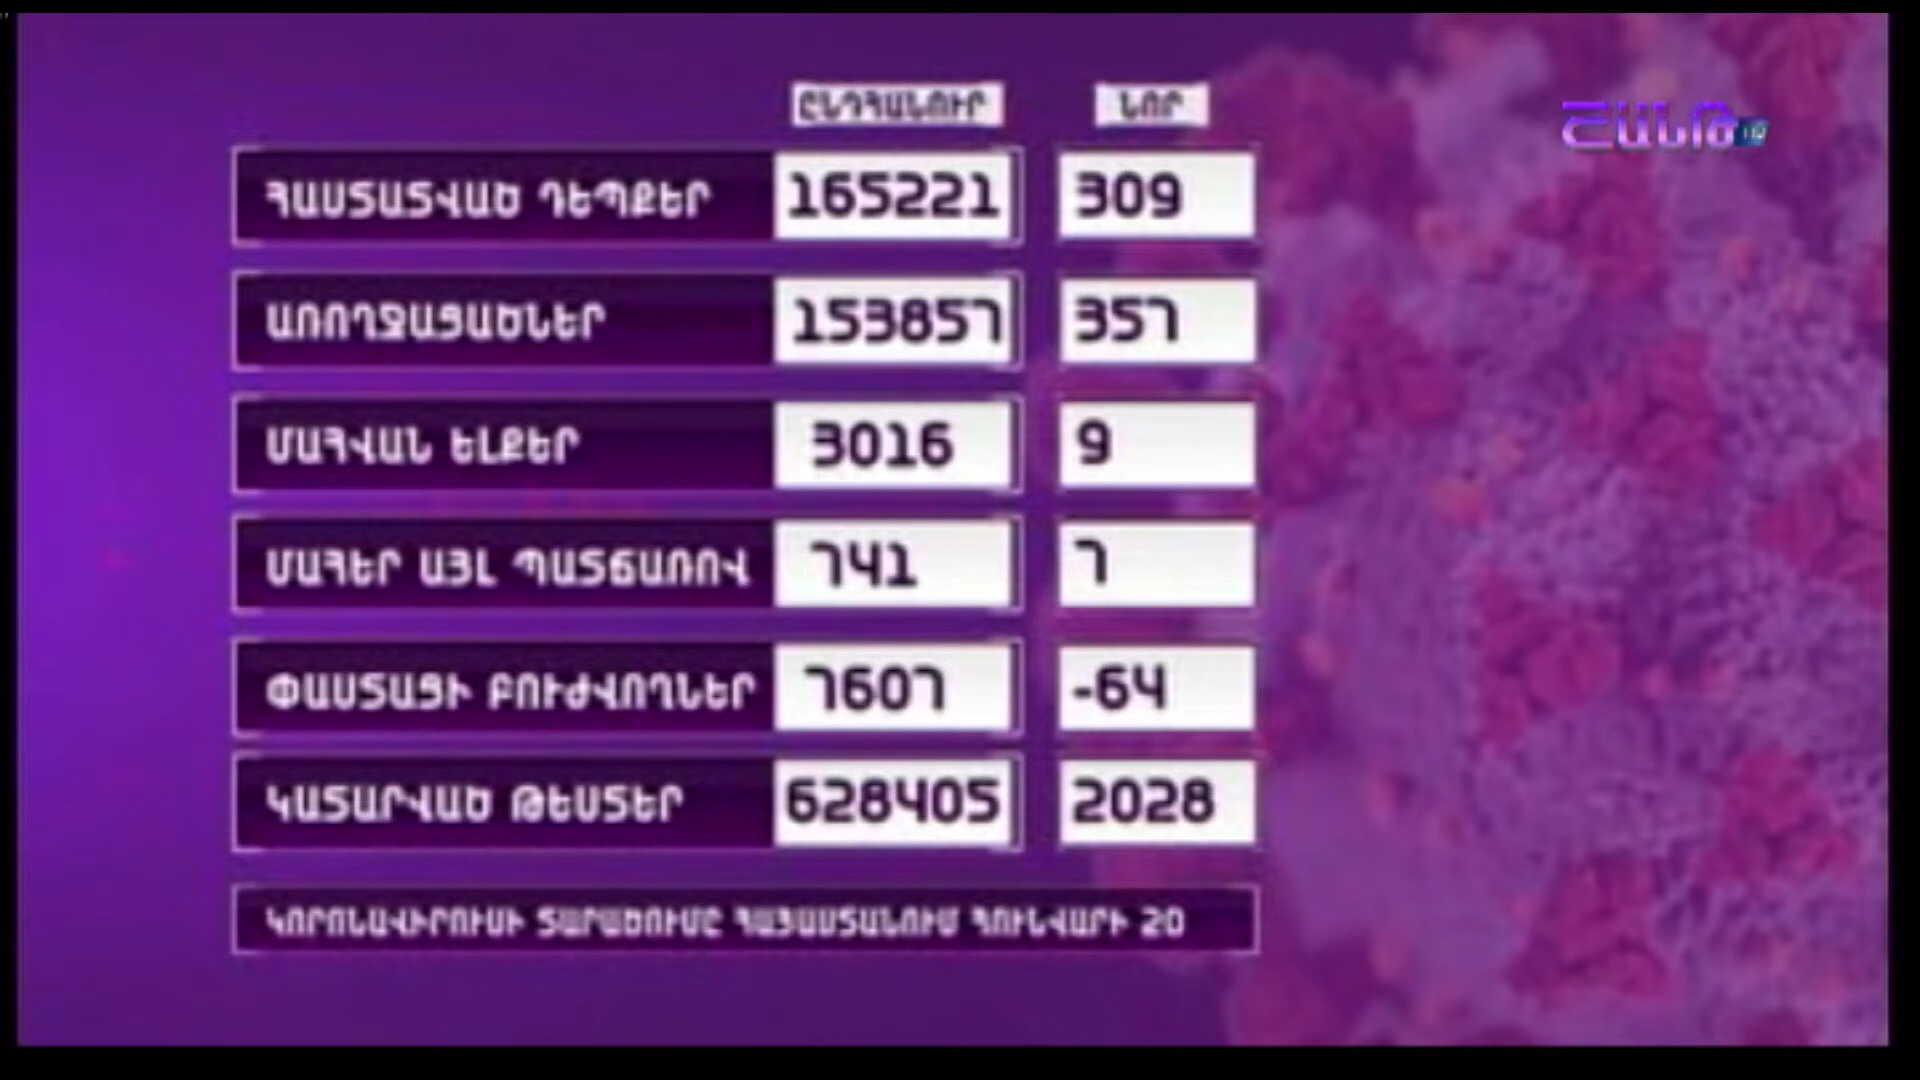 ԸՆԴՀԱՆՈՒՐ ՆՈՐ
ՇԱՆԹ
ՀԱՍՏԱՏՎԱԾ ԴԵՊՔԵՐ 165221 309
ԱՌՈՂՋԱՑԱԾՆԵՐ 153857 357
ՄԱՀՎԱՆ ԵԼՔԵՐ 3016 9
ՄԱՀԵՐ ԱՅԼ ՊԱՏՃԱՌՈՎ 741 7
ՓԱՍՏԱՑԻ ԲՈՒԺՎՈՂՆԵՐ 7607 -64
ԿԱՏԱՐՎԱԾ ԹԵՍՏԵՐ 628405 2028
ԿՈՐՈՆԱՎԻՐՈՒՍԻ ՏԱՐԱԾՈՒՄԸ ՀԱՅԱՍՏԱՆՈՒՄ ՀՈՒՆՎԱՐԻ 20